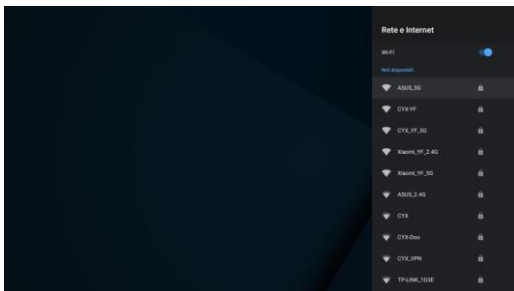 Rete e Internet
Wi-Fi
Reti disponibili
ASUS_5G
CYX-YF
CYX_YF_5G
Xiaomi_YF_2.4G
Xiaomi_YF_5G
ASUS_2.4G
CYX
CYX-Dou
CYX_VPN
TP-LINK_1D3E